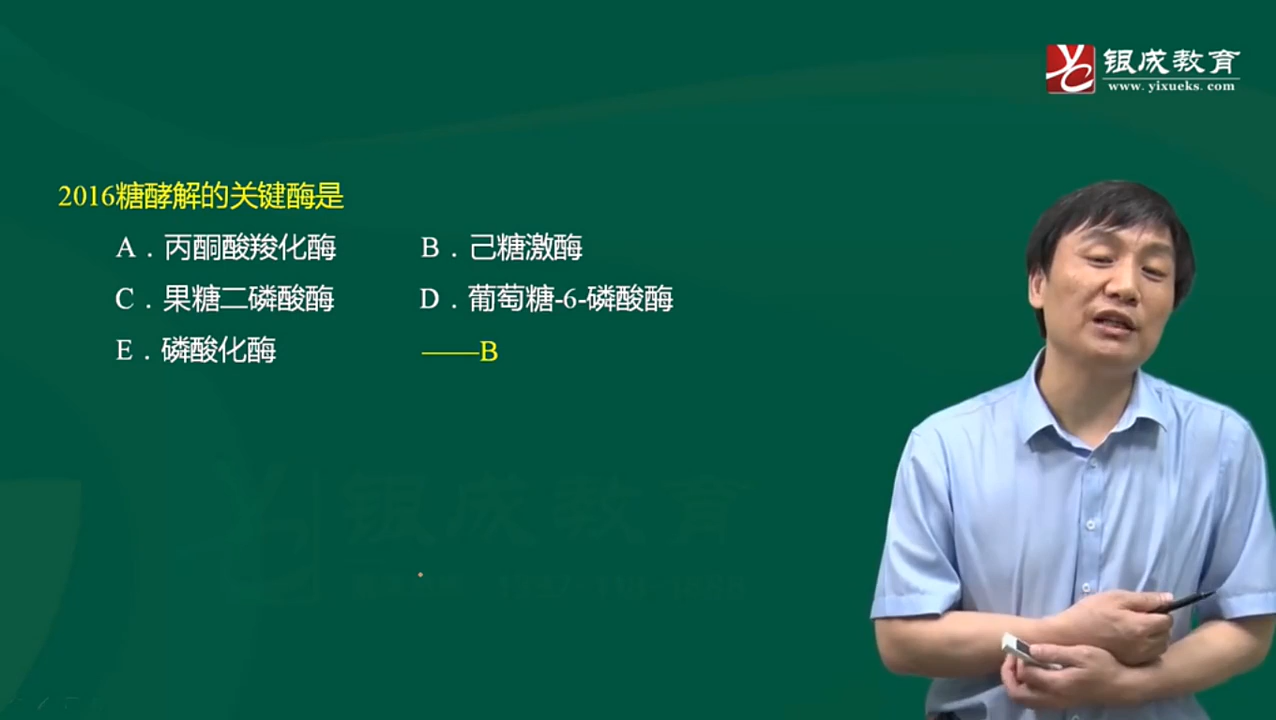 银成教育
www.yixueks.com
2016糖酵解的关键酶是
A．丙酮酸羧化酶 B．己糖激酶
C．果糖二磷酸酶 D．葡萄糖-6-磷酸酶
E．磷酸化酶 ——B
银成教育